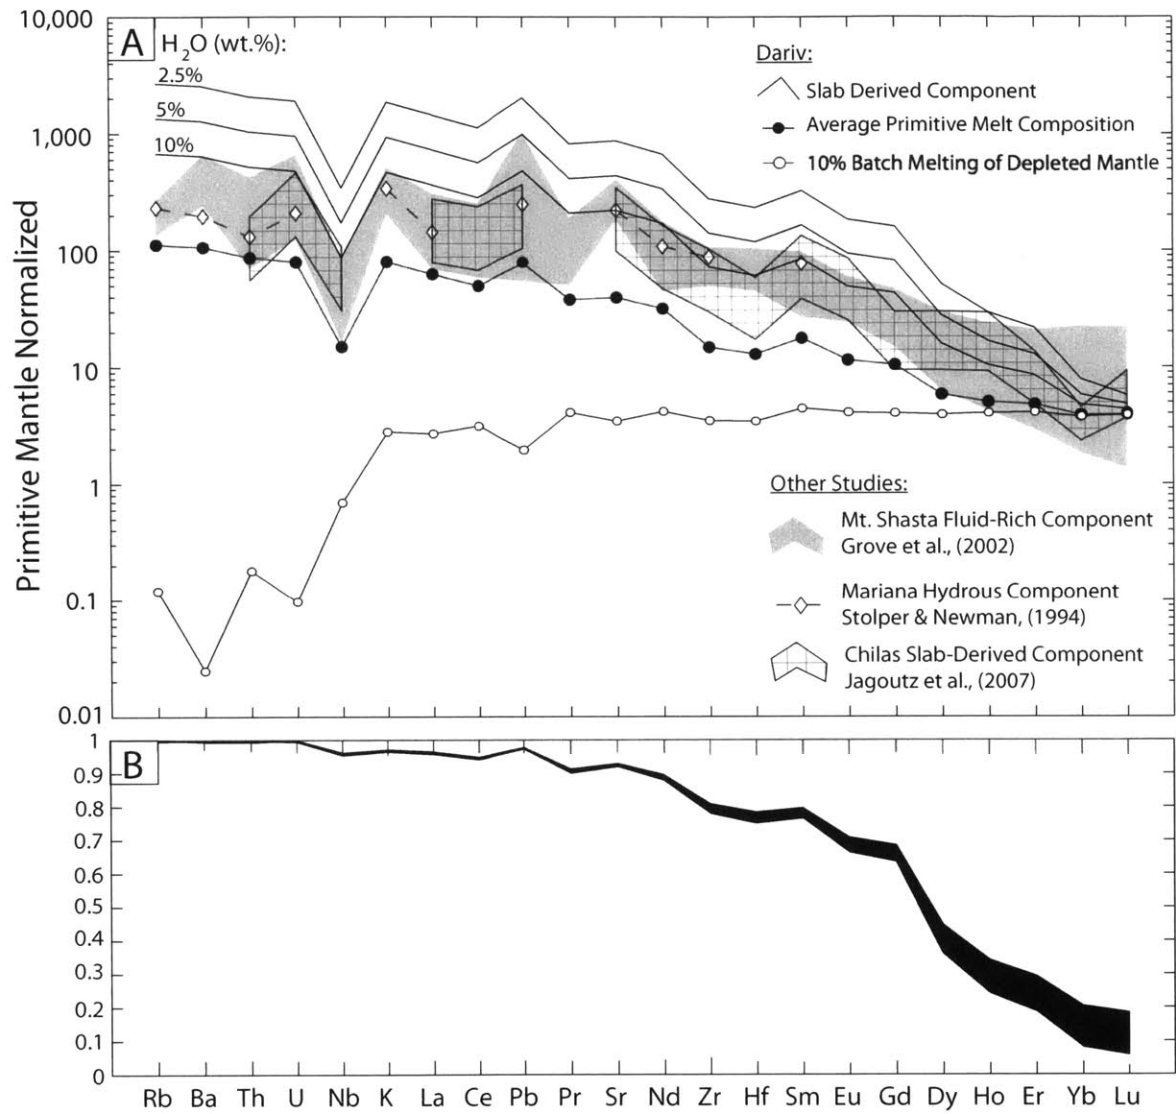 10,000
1,000
100
10
1
0.1
0.01
Primitive Mantle Normalized
A
H2O (wt.%):
2.5%
5%
10%
Dariv:
Slab Derived Component
Average Primitive Melt Composition
10% Batch Melting of Depleted Mantle
Other Studies:
Mt. Shasta Fluid-Rich Component
Grove et al., (2002)
Mariana Hydrous Component
Stolper & Newman, (1994)
Chilas Slab-Derived Component
Jagoutz et al., (2007)
B
1
0.9
0.8
0.7
0.6
0.5
0.4
0.3
0.2
0.1
0
Rb Ba Th U Nb K La Ce Pb Pr Sr Nd Zr Hf Sm Eu Gd Dy Ho Er Yb Lu